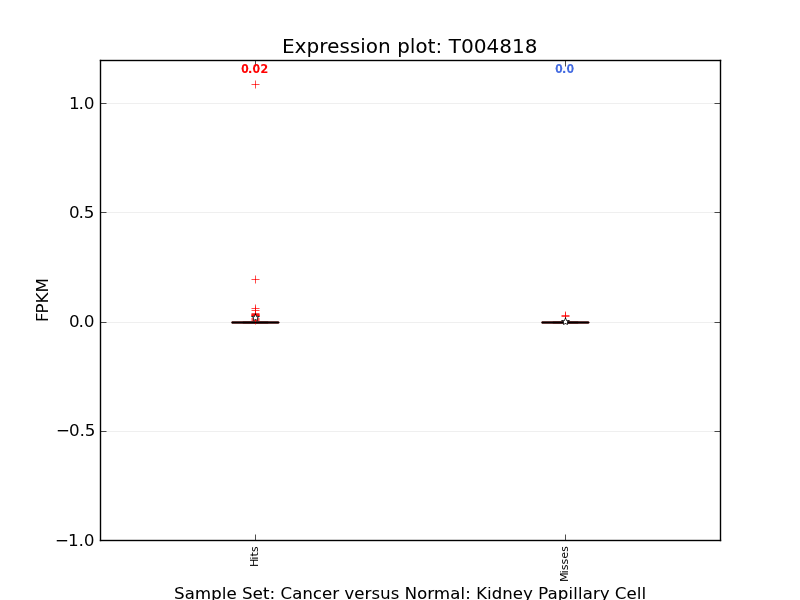 Expression plot: T004818
0.02
0.0
1.0
0.5
0.0
−0.5
−1.0
FPKM
Hits
Misses
Sample Set: Cancer versus Normal: Kidney Papillary Cell